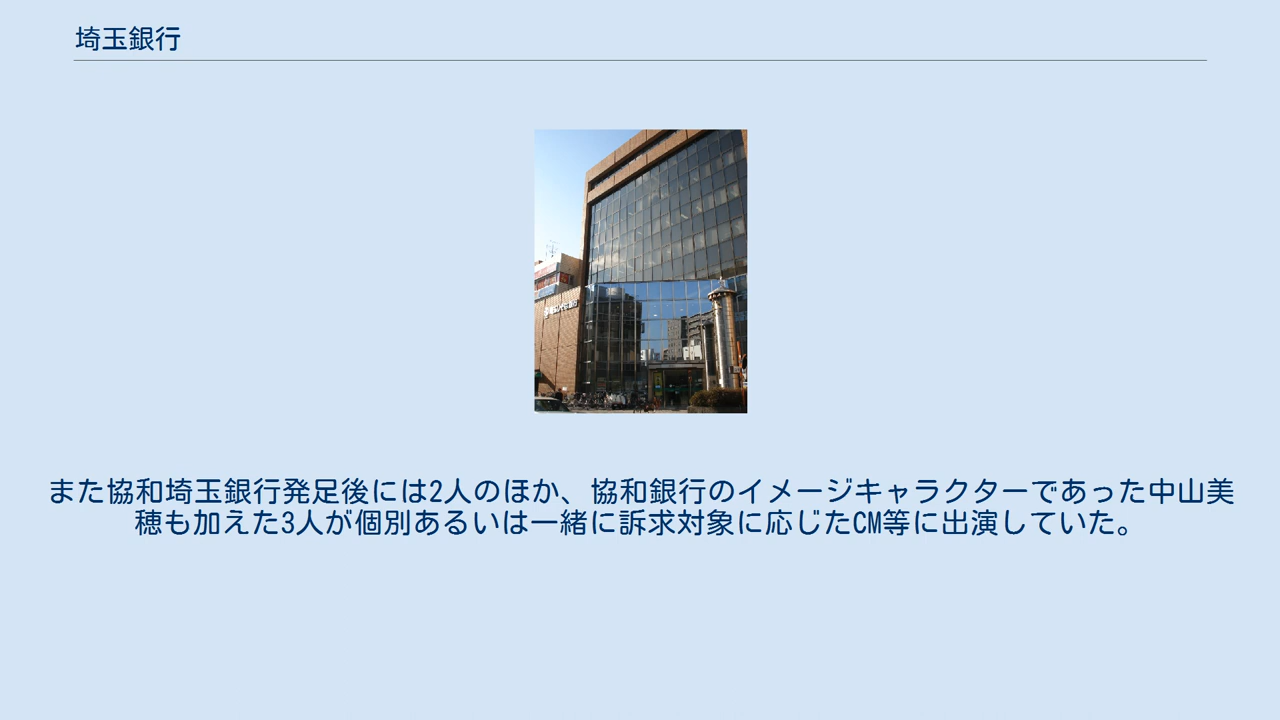 埼玉銀行
また協和埼玉銀行発足後には2人のほか、協和銀行のイメージキャラクターであった中山美
穂も加えた3人が個別あるいは一緒に訴求対象に応じたCM等に出演していた。